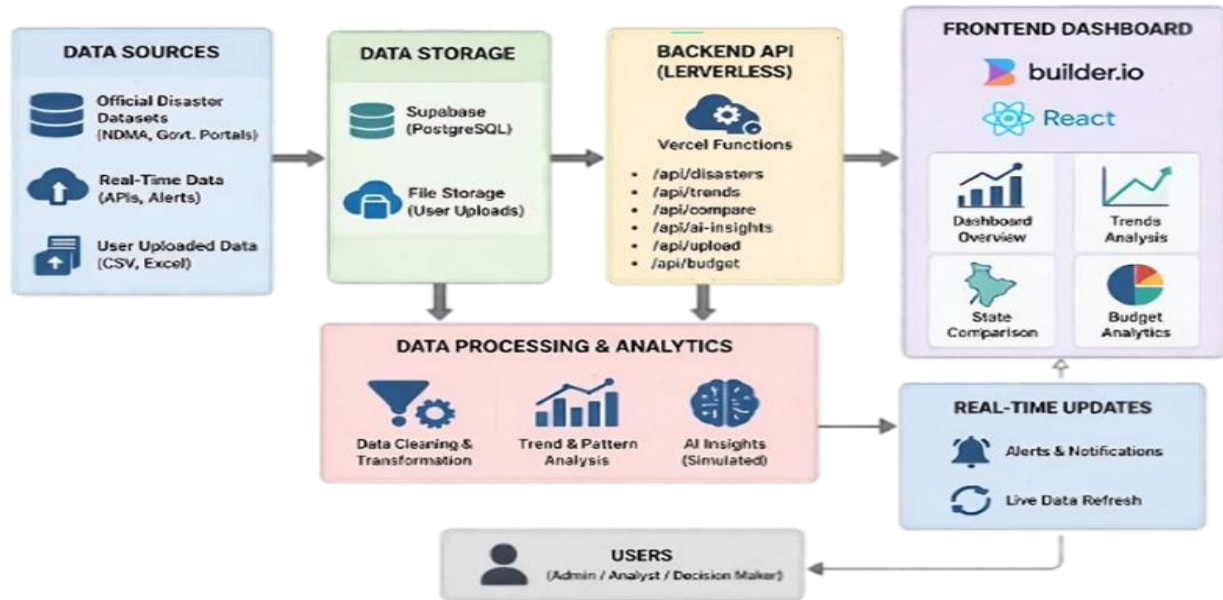 DATA SOURCES
Official Disaster
Datasets
(NDMA, Govt. Portals)
Real-Time Data
(APIs, Alerts)
User Uploaded Data
(CSV, Excel)
DATA STORAGE
Supabase
(PostgreSQL)
File Storage
(User Uploads)
BACKEND API
(LERVERLESS)
Vercel Functions
• /api/disasters
• /api/trends
• /api/compare
• /api/ai-insights
• /api/upload
• /api/budget
FRONTEND DASHBOARD
builder.io
React
Dashboard
Overview
Trends
Analysis
State
Comparison
Budget
Analytics
DATA PROCESSING & ANALYTICS
Data Cleaning &
Transformation
Trend & Pattern
Analysis
AI Insights
(Simulated)
REAL-TIME UPDATES
Alerts & Notifications
Live Data Refresh
USERS
(Admin / Analyst / Decision Maker)